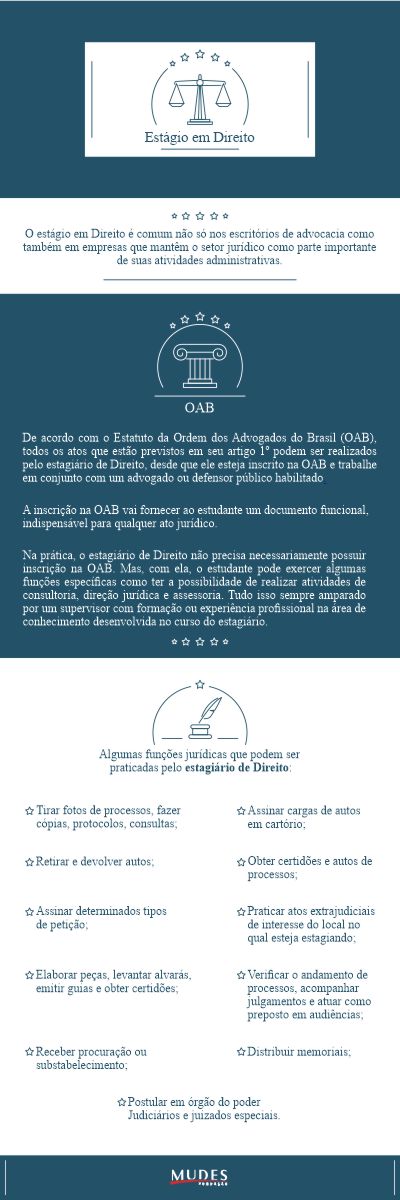 Estágio em Direito
O estágio em Direito é comum não só nos escritórios de advocacia como
também em empresas que mantêm o setor jurídico como parte importante
de suas atividades administrativas.
OAB
De acordo com o Estatuto da Ordem dos Advogados do Brasil (OAB),
todos os atos que estão previstos em seu artigo 1º podem ser realizados
pelo estagiário de Direito, desde que ele esteja inscrito na OAB e trabalhe
em conjunto com um advogado ou defensor público habilitado.
A inscrição na OAB vai fornecer ao estudante um documento funcional,
indispensável para qualquer ato jurídico.
Na prática, o estagiário de Direito não precisa necessariamente possuir
inscrição na OAB. Mas, com ela, o estudante pode exercer algumas
funções específicas como ter a possibilidade de realizar atividades de
consultoria, direção jurídica e assessoria. Tudo isso sempre amparado
por um supervisor com formação ou experiência profissional na área de
conhecimento desenvolvida no curso do estagiário.
Algumas funções jurídicas que podem ser
praticadas pelo estagiário de Direito:
Tirar fotos de processos, fazer
cópias, protocolos, consultas;
Assinar cargas de autos
em cartório;
Retirar e devolver autos;
Obter certidões e autos de
processos;
Assinar determinados tipos
de petição;
Praticar atos extrajudiciais
de interesse do local no
qual esteja estagiando;
Elaborar peças, levantar alvarás,
emitir guias e obter certidões;
Verificar o andamento de
processos, acompanhar
julgamentos e atuar como
preposto em audiências;
Receber procuração ou
substabelecimento;
Distribuir memoriais;
Postular em órgão do poder
Judiciários e juizados especiais.
MUDES
FUNDAÇÃO